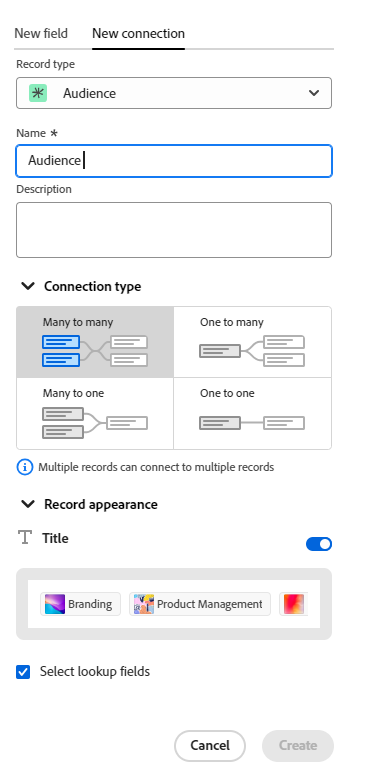 New field New connection
Record type
Audience
Name *
Audience
Description
Connection type
Many to many One to many
Many to one One to one
Multiple records can connect to multiple records
Record appearance
Title
Branding Product Management
Select lookup fields
Cancel Create